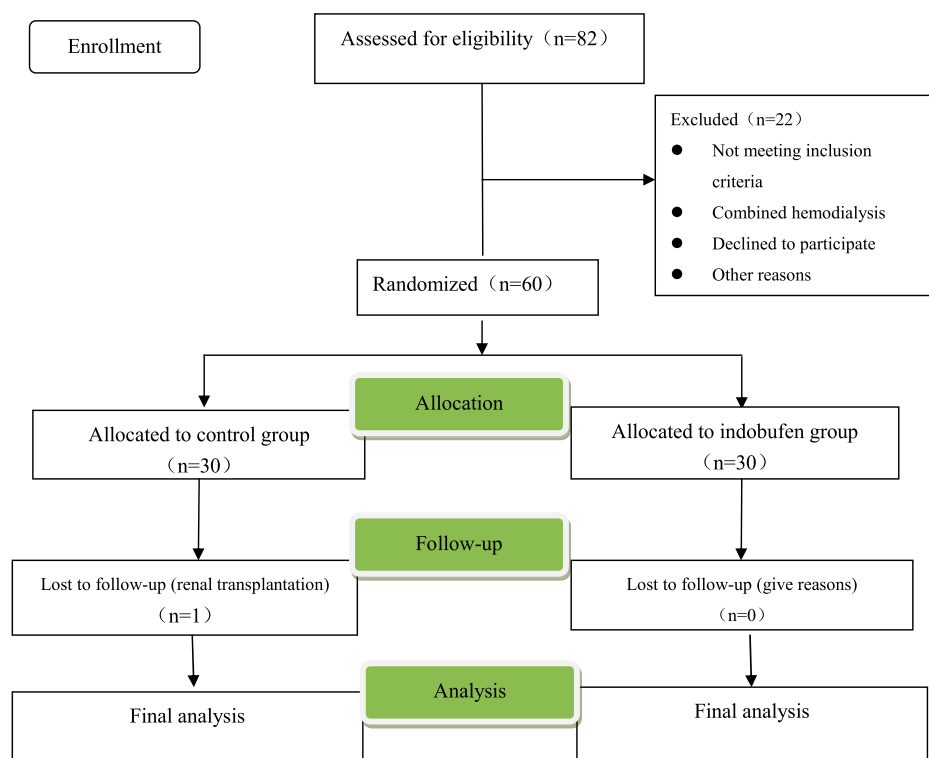 Enrollment
Assessed for eligibility（n=82）
Excluded（n=22）
● Not meeting inclusion
criteria
● Combined hemodialysis
● Declined to participate
● Other reasons
Randomized（n=60）
Allocation
Allocated to control group
（n=30）
Allocated to indobufen group
（n=30）
Follow-up
Lost to follow-up (renal transplantation)
（n=1）
Lost to follow-up (give reasons)
（n=0）
Analysis
Final analysis
Final analysis